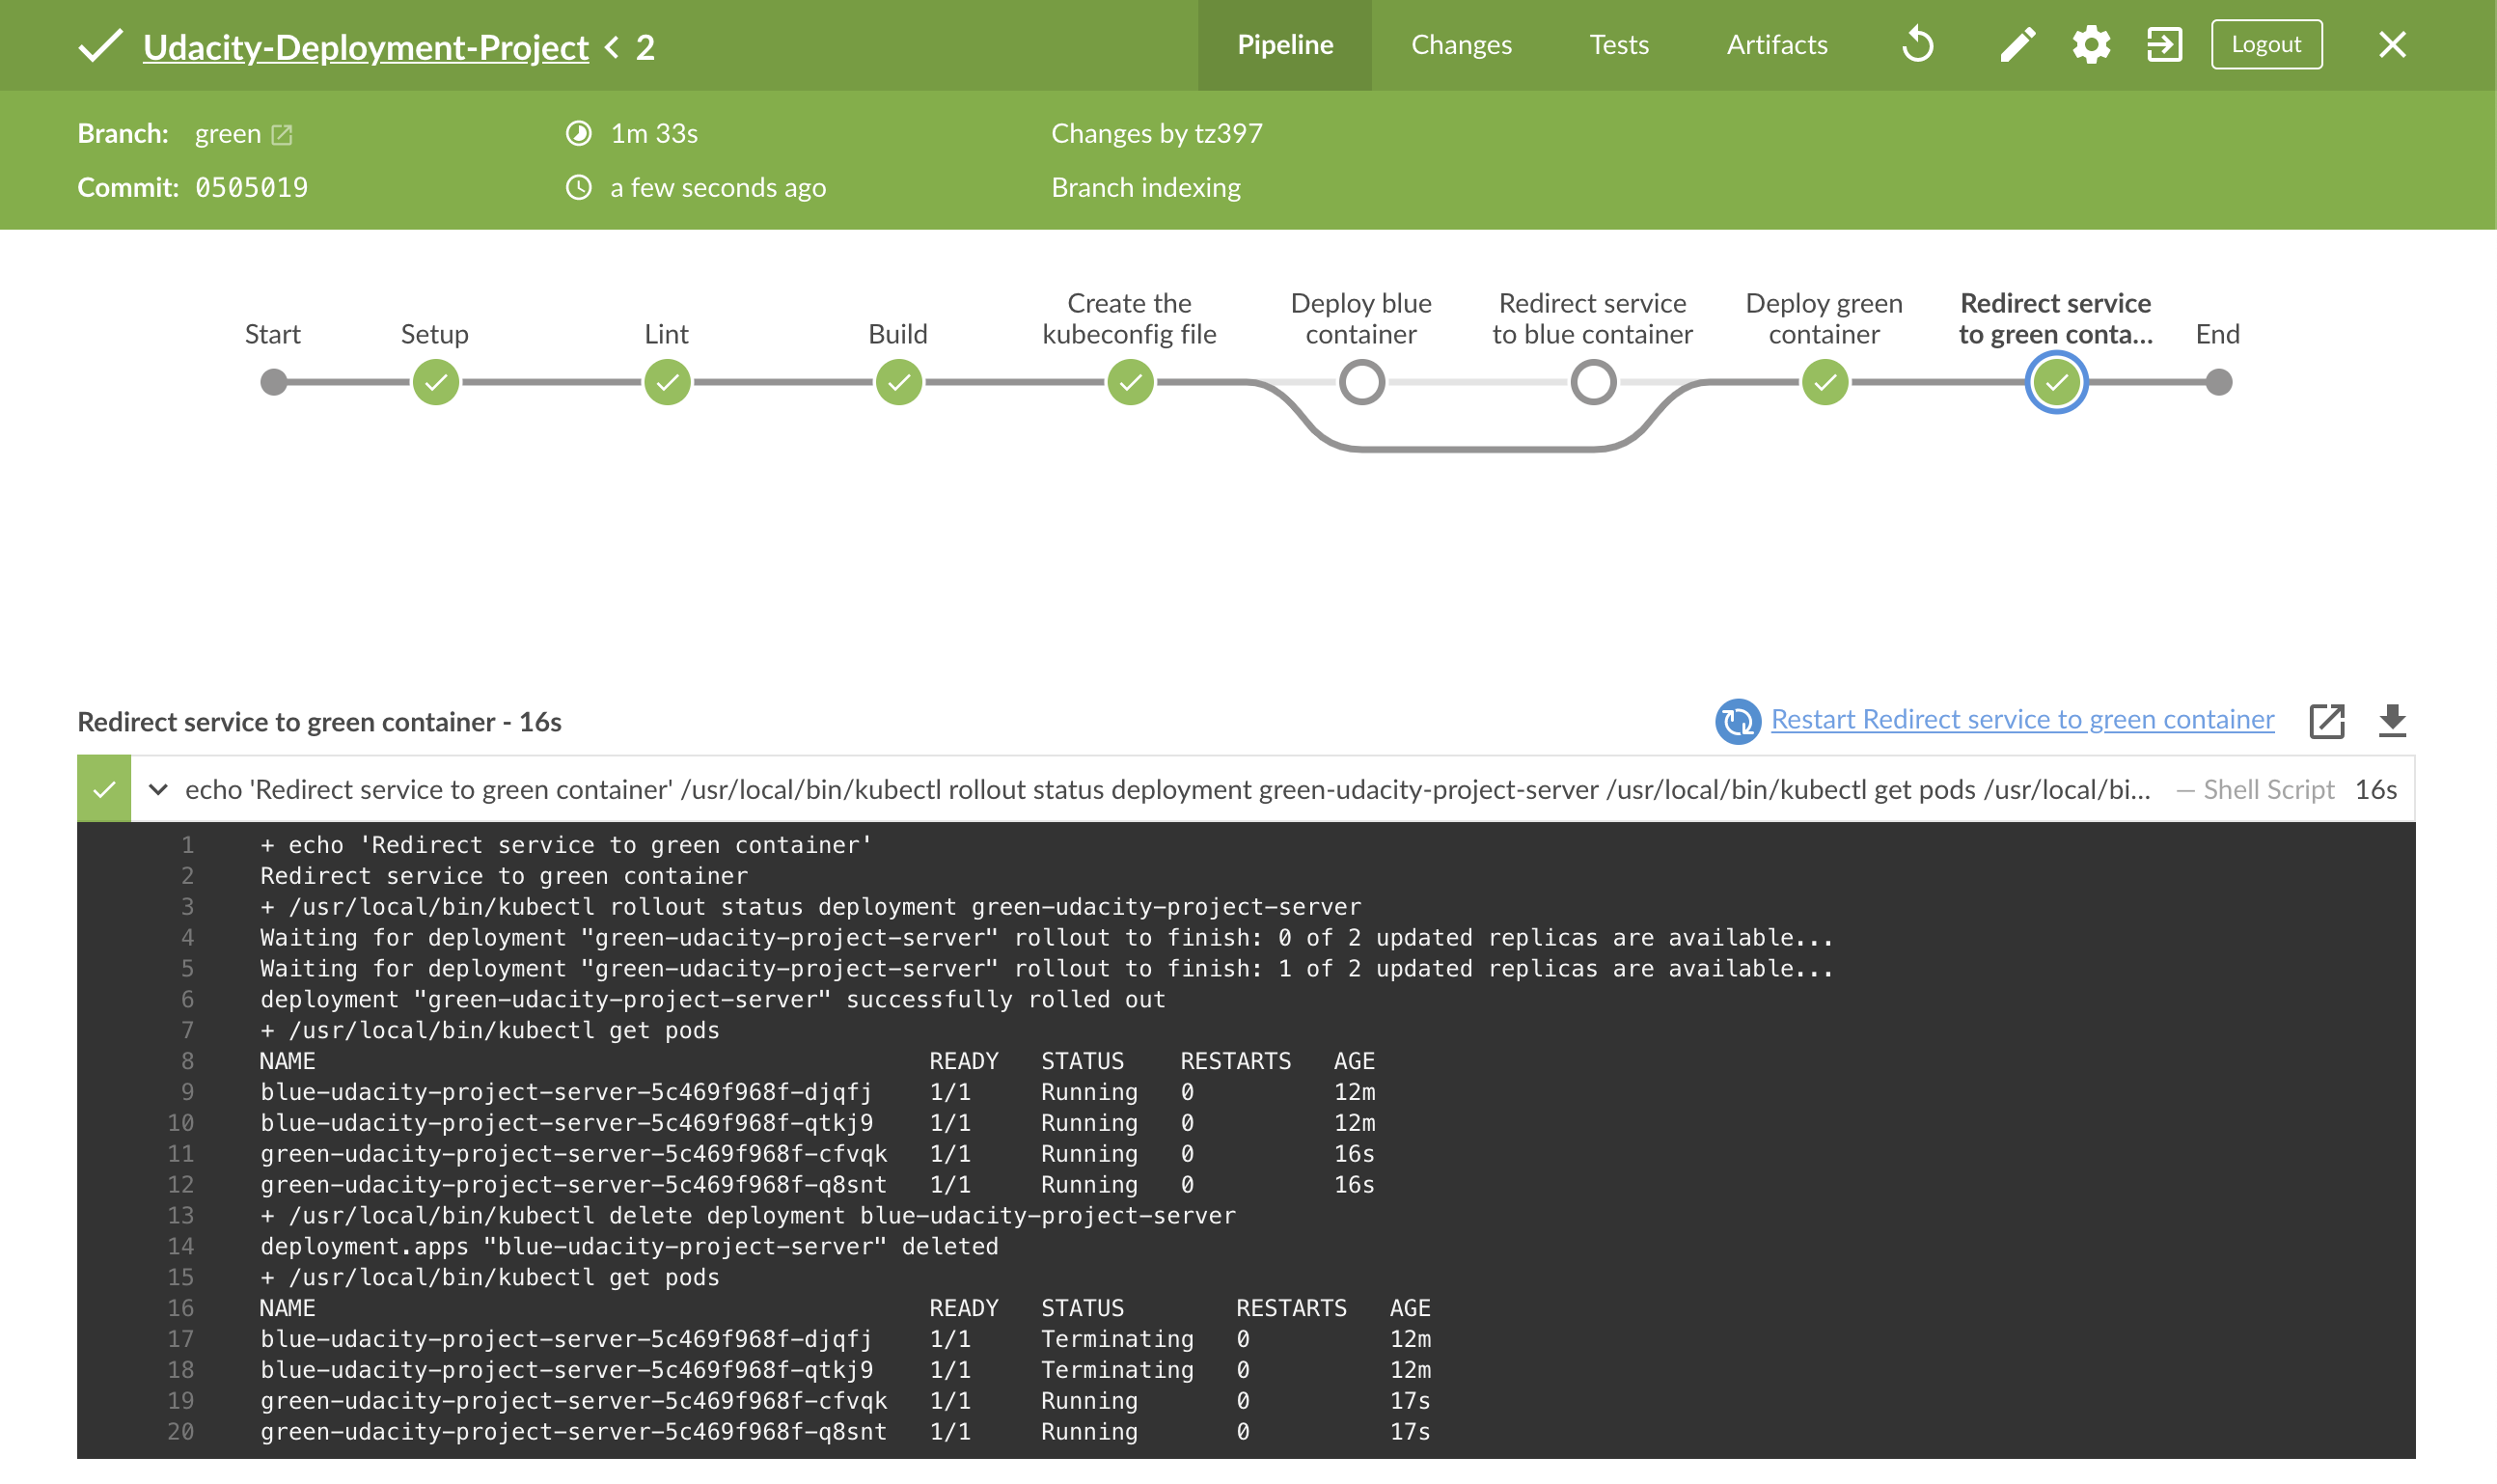 Udacity-Deployment-Project < 2
Pipeline Changes Tests Artifacts Logout
Branch: green 1m 33s Changes by tz397
Commit: 0505019 a few seconds ago Branch indexing
Start
Setup
Lint
Build
Create the
kubeconfig file
Deploy blue
container
Redirect service
to blue container
Deploy green
container
Redirect service
to green conta...
End
Redirect service to green container - 16s
Restart Redirect service to green container
echo 'Redirect service to green container' /usr/local/bin/kubectl rollout status deployment green-udacity-project-server /usr/local/bin/kubectl get pods /usr/local/bi... — Shell Script 16s
1 + echo 'Redirect service to green container'
2 Redirect service to green container
3 + /usr/local/bin/kubectl rollout status deployment green-udacity-project-server
4 Waiting for deployment "green-udacity-project-server" rollout to finish: 0 of 2 updated replicas are available...
5 Waiting for deployment "green-udacity-project-server" rollout to finish: 1 of 2 updated replicas are available...
6 deployment "green-udacity-project-server" successfully rolled out
7 + /usr/local/bin/kubectl get pods
8 NAME READY STATUS RESTARTS AGE
9 blue-udacity-project-server-5c469f968f-djqfj 1/1 Running 0 12m
10 blue-udacity-project-server-5c469f968f-qtkj9 1/1 Running 0 12m
11 green-udacity-project-server-5c469f968f-cfvqk 1/1 Running 0 16s
12 green-udacity-project-server-5c469f968f-q8snt 1/1 Running 0 16s
13 + /usr/local/bin/kubectl delete deployment blue-udacity-project-server
14 deployment.apps "blue-udacity-project-server" deleted
15 + /usr/local/bin/kubectl get pods
16 NAME READY STATUS RESTARTS AGE
17 blue-udacity-project-server-5c469f968f-djqfj 1/1 Terminating 0 12m
18 blue-udacity-project-server-5c469f968f-qtkj9 1/1 Terminating 0 12m
19 green-udacity-project-server-5c469f968f-cfvqk 1/1 Running 0 17s
20 green-udacity-project-server-5c469f968f-q8snt 1/1 Running 0 17s